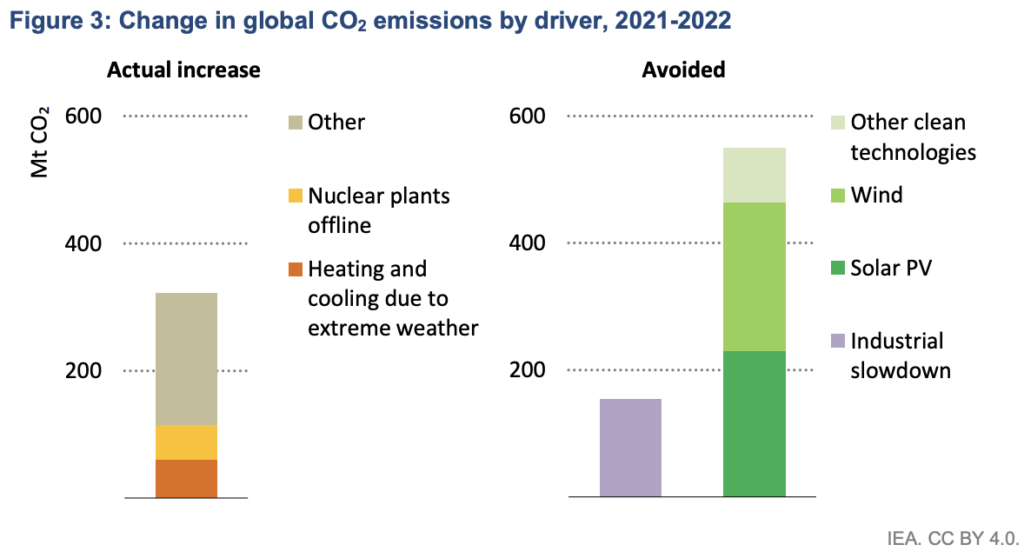 Figure 3: Change in global CO₂ emissions by driver, 2021-2022
Actual increase
Mt CO₂
600
400
200
Other
Nuclear plants
offline
Heating and
cooling due to
extreme weather
Avoided
600
400
200
Other clean
technologies
Wind
Solar PV
Industrial
slowdown
IEA. CC BY 4.0.